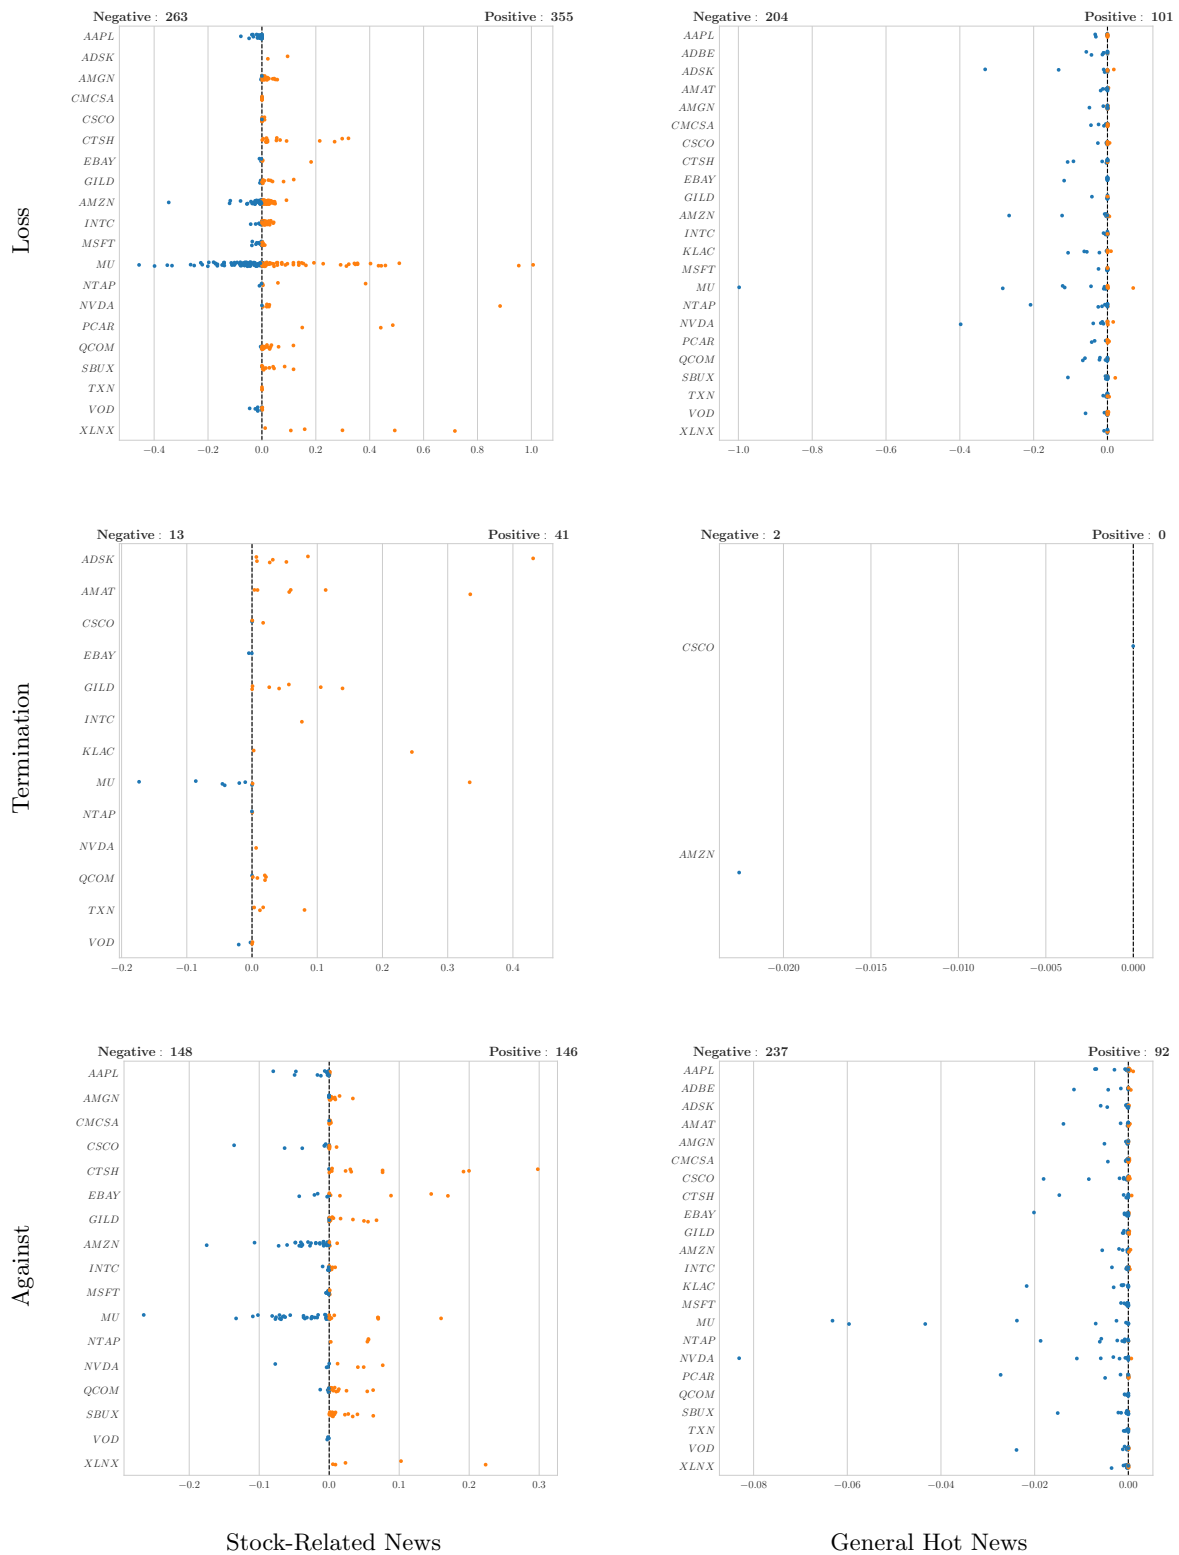 Negative : 263 Positive : 355
AAPL
ADSK
AMGN
CMCSA
CSCO
CTSH
EBAY
GILD
AMZN
INTC
MSFT
MU
NTAP
NVDA
PCAR
QCOM
SBUX
TXN
VOD
XLNX
−0.4 −0.2 0.0 0.2 0.4 0.6 0.8 1.0
Loss
Negative : 204 Positive : 101
AAPL
ADBE
ADSK
AMAT
AMGN
CMCSA
CSCO
CTSH
EBAY
GILD
AMZN
INTC
KLAC
MSFT
MU
NTAP
NVDA
PCAR
QCOM
SBUX
TXN
VOD
XLNX
−1.0 −0.8 −0.6 −0.4 −0.2 0.0
Negative : 13 Positive : 41
ADSK
AMAT
CSCO
EBAY
GILD
INTC
KLAC
MU
NTAP
NVDA
QCOM
TXN
VOD
−0.2 −0.1 0.0 0.1 0.2 0.3 0.4
Termination
Negative : 2 Positive : 0
CSCO
AMZN
−0.020 −0.015 −0.010 −0.005 0.000
Negative : 148 Positive : 146
AAPL
AMGN
CMCSA
CSCO
CTSH
EBAY
GILD
AMZN
INTC
MSFT
MU
NTAP
NVDA
QCOM
SBUX
VOD
XLNX
−0.2 −0.1 0.0 0.1 0.2 0.3
Against
Negative : 237 Positive : 92
AAPL
ADBE
ADSK
AMAT
AMGN
CMCSA
CSCO
CTSH
EBAY
GILD
AMZN
INTC
KLAC
MSFT
MU
NTAP
NVDA
PCAR
QCOM
SBUX
TXN
VOD
XLNX
−0.08 −0.06 −0.04 −0.02 0.00
Stock-Related News
General Hot News